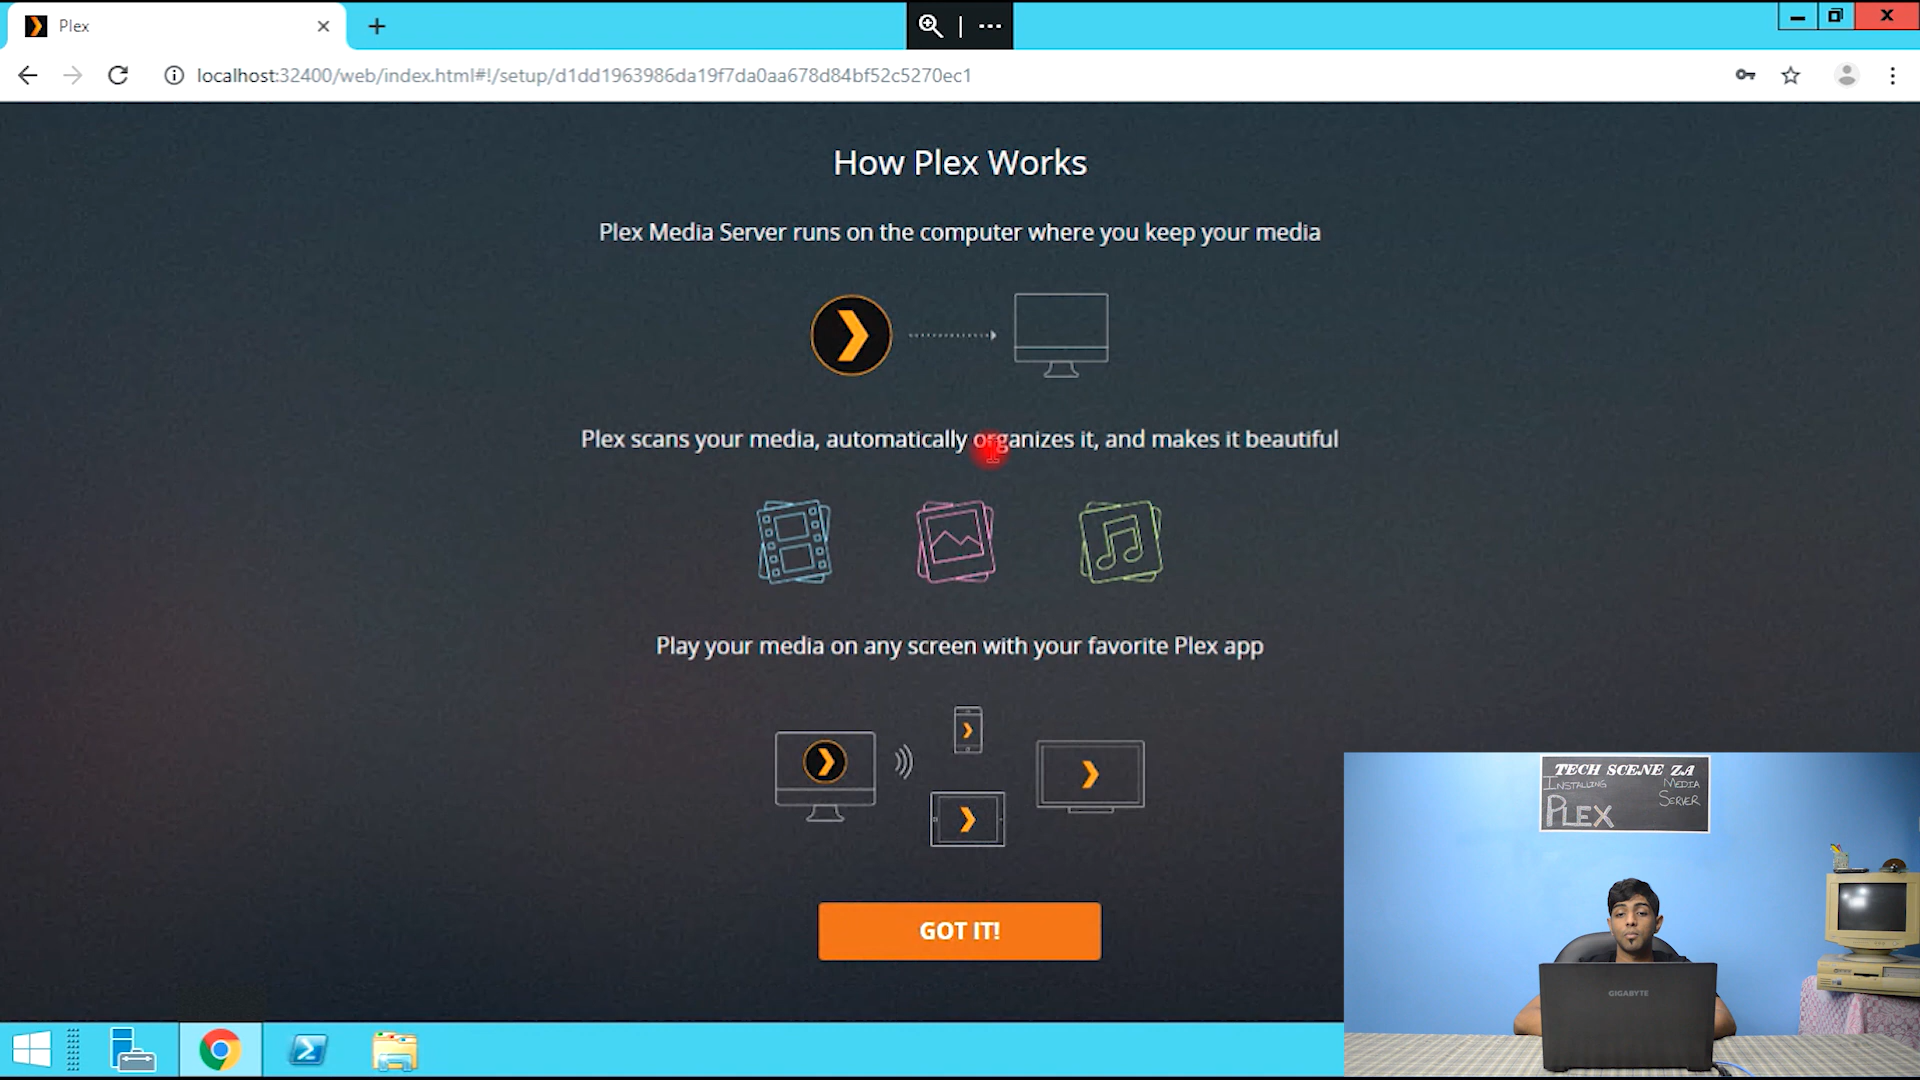 Plex
localhost:32400/web/index.html#!/setup/d1dd1963986da19f7da0aa678d84bf52c5270ec1
How Plex Works
Plex Media Server runs on the computer where you keep your media
Plex scans your media, automatically organizes it, and makes it beautiful
Play your media on any screen with your favorite Plex app
GOT IT!
TECH SCENE ZA
INSTALLING MEDIA
PLEX SERVER
GIGABYTE